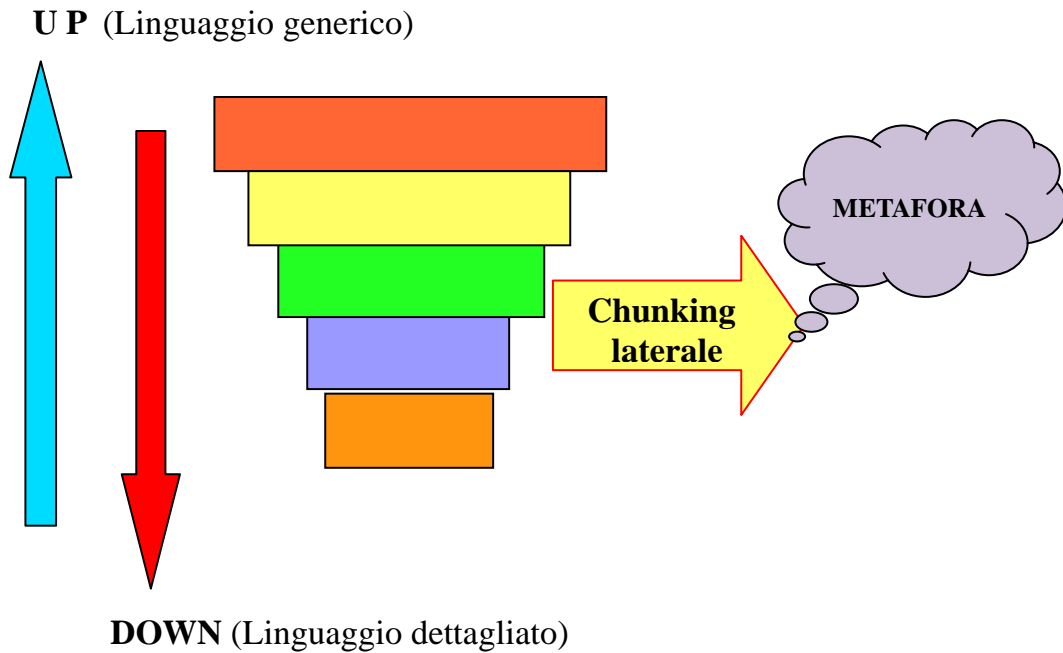 U P (Linguaggio generico)
METAFORA
Chunking
laterale
DOWN (Linguaggio dettagliato)